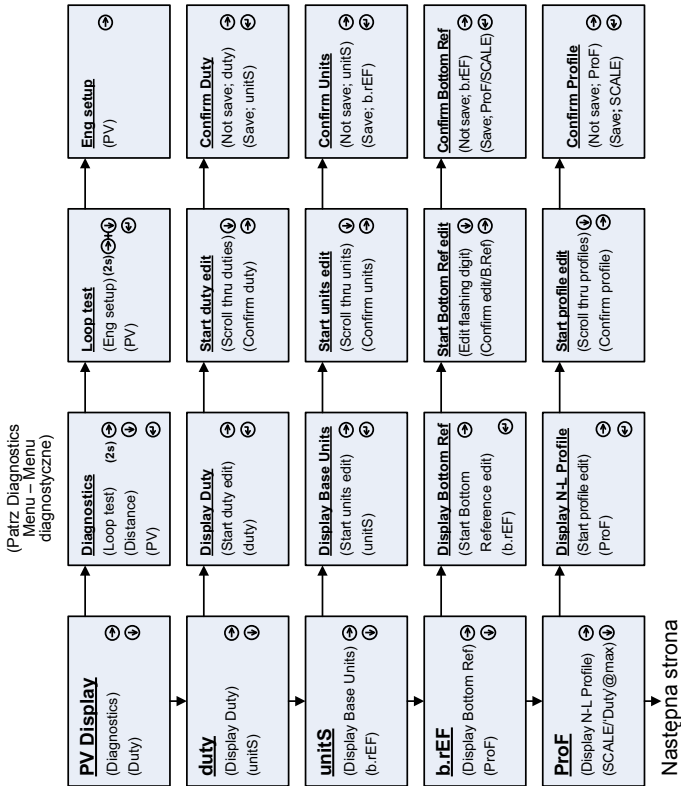 (Patrz Diagnostics
Menu – Menu
diagnostyczne)
PV Display
(Diagnostics)
(Duty)
Diagnostics
(Loop test) (2s)
(Distance)
(PV)
Loop test
(Eng setup) (2s) +
(PV)
Eng setup
(PV)
duty
(Display Duty)
(unitS)
Display Duty
(Start duty edit)
(duty)
Start duty edit
(Scroll thru duties)
(Confirm duty)
Confirm Duty
(Not save; duty)
(Save; unitS)
unitS
(Display Base Units)
(b.rEF)
Display Base Units
(Start units edit)
(unitS)
Start units edit
(Scroll thru units)
(Confirm units)
Confirm Units
(Not save; unitS)
(Save; b.rEF)
b.rEF
(Display Bottom Ref)
(ProF)
Display Bottom Ref
(Start Bottom
Reference edit)
(b.rEF)
Start Bottom Ref edit
(Edit flashing digit)
(Confirm edit/B.Ref)
Confirm Bottom Ref
(Not save; b.rEF)
(Save; ProF/SCALE)
ProF
(Display N-L Profile)
(SCALE/'Duty'@max)
Display N-L Profile
(Start profile edit)
(ProF)
Start profile edit
(Scroll thru profiles)
(Confirm profile)
Confirm Profile
(Not save; ProF)
(Save; SCALE)
Następna strona